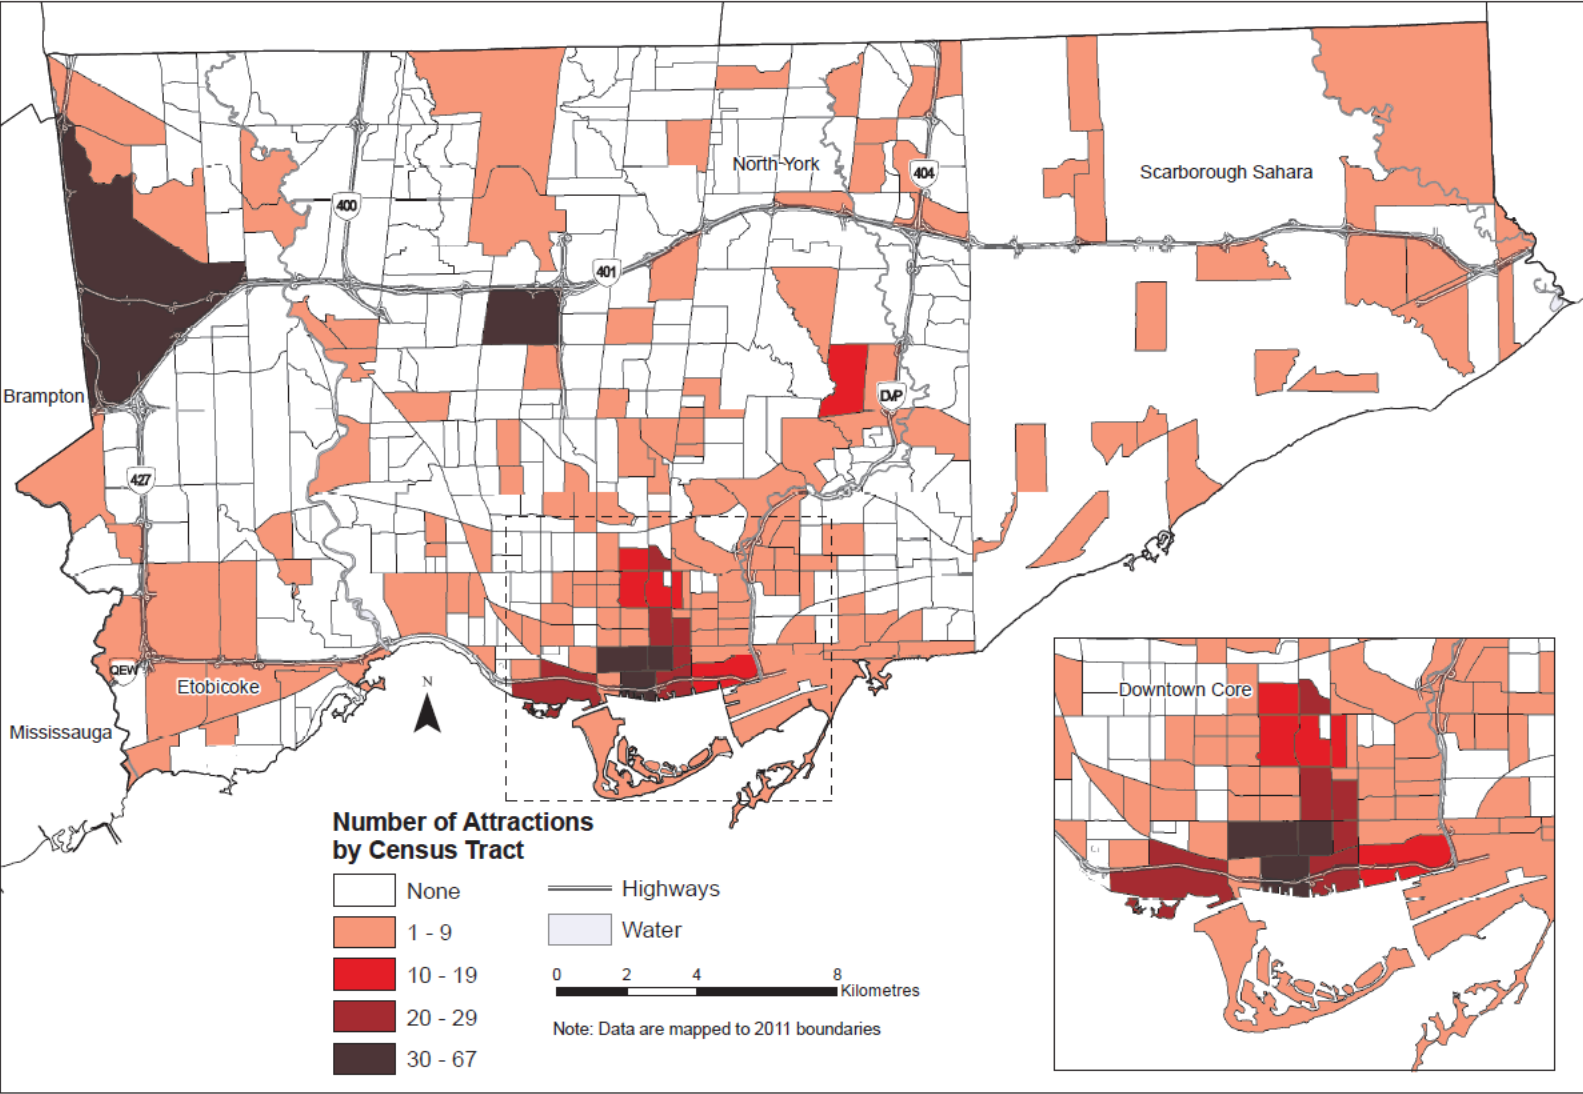 North-York
404
Scarborough Sahara
400
401
Brampton
DVP
427
QEW
Etobicoke
N
Mississauga
Downtown Core
Number of Attractions
by Census Tract
None
1 - 9
10 - 19
20 - 29
30 - 67
Highways
Water
0 2 4 8
Kilometres
Note: Data are mapped to 2011 boundaries